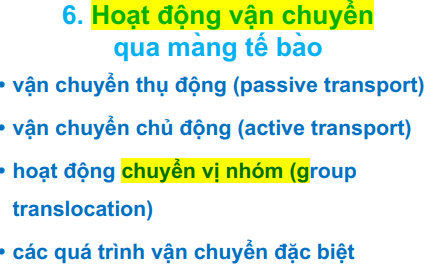 6. Hoạt động vận chuyển
qua màng tế bào
• vận chuyển thụ động (passive transport)
• vận chuyển chủ động (active transport)
• hoạt động chuyển vị nhóm (group
translocation)
• các quá trình vận chuyển đặc biệt